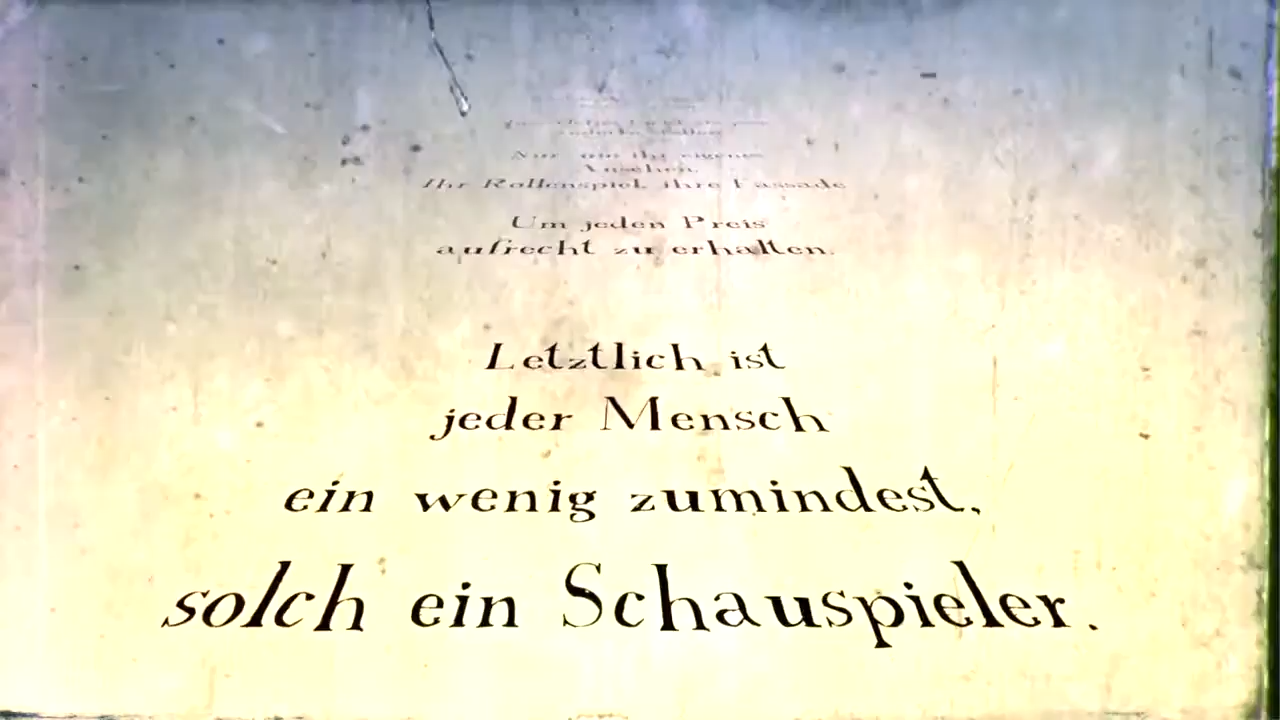 Nur um ihr eigenes
Ansehen,
Ihr Rollenspiel, ihre Fassade
Um jeden Preis
aufrecht zu erhalten.
Letztlich ist
jeder Mensch
ein wenig zumindest,
solch ein Schauspieler.